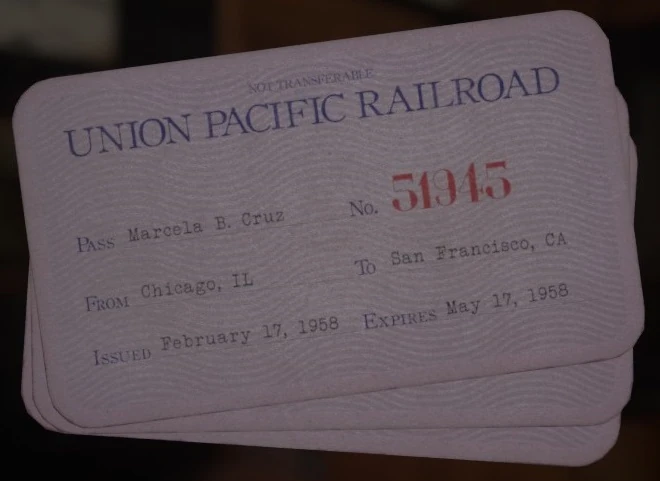 NOT TRANSFERABLE
UNION PACIFIC RAILROAD
PASS Marcela B. Cruz No. 51945
FROM Chicago, IL To San Francisco, CA
ISSUED February 17, 1958 EXPIRES May 17, 1958